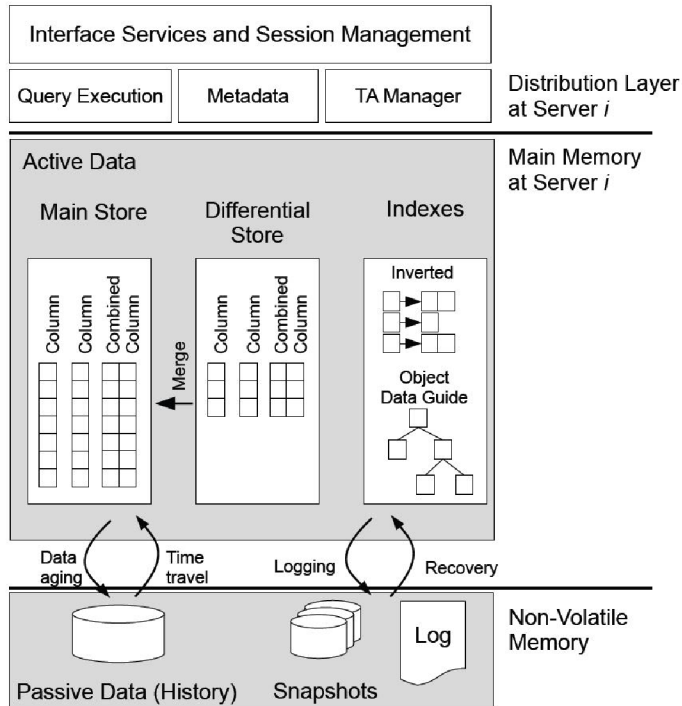 Interface Services and Session Management
Query Execution
Metadata
TA Manager
Distribution Layer
at Server i
Main Memory
at Server i
Active Data
Main Store
Differential
Store
Indexes
Column
Column
Combined
Column
Merge
Column
Column
Combined
Column
Inverted
Object
Data Guide
Data
aging
Time
travel
Logging
Recovery
Non-Volatile
Memory
Log
Passive Data (History)
Snapshots